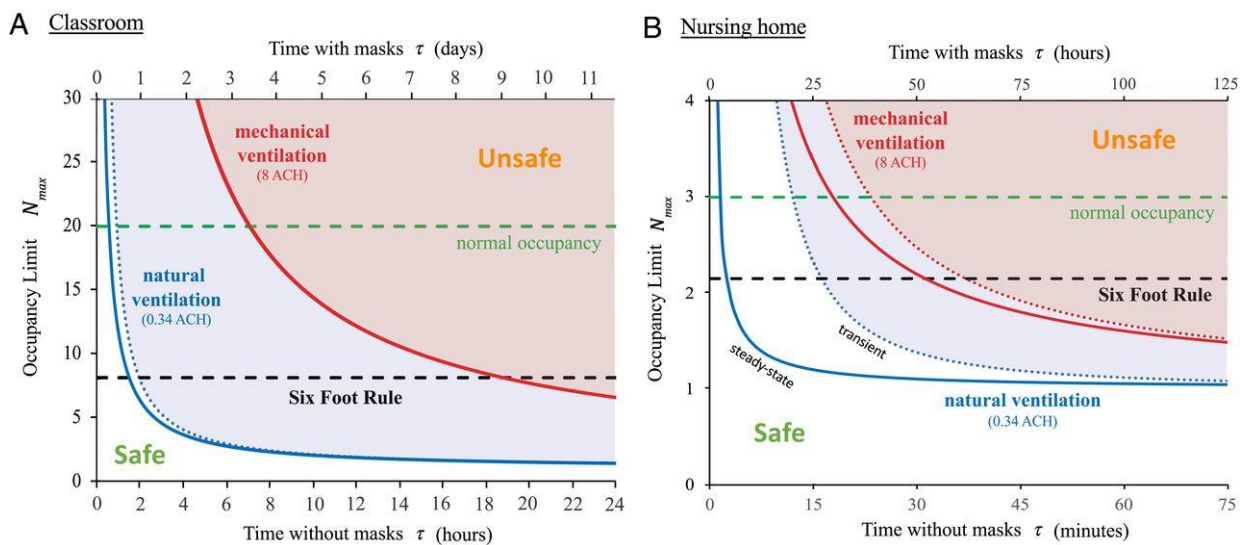 A Classroom
Time with masks τ (days)
0 1 2 3 4 5 6 7 8 9 10 11
30
25
20
15
10
5
0
Occupancy Limit N_max
mechanical
ventilation
(8 ACH)
Unsafe
normal occupancy
natural
ventilation
(0.34 ACH)
Six Foot Rule
Safe
0 2 4 6 8 10 12 14 16 18 20 22 24
Time without masks τ (hours)
B Nursing home
Time with masks τ (hours)
0 25 30 50 75 100 125
4
3
2
1
0
Occupancy Limit N_max
mechanical
ventilation
(8 ACH)
Unsafe
normal occupancy
Six Foot Rule
transient
steady-state
natural ventilation
(0.34 ACH)
Safe
0 15 30 45 60 75
Time without masks τ (minutes)